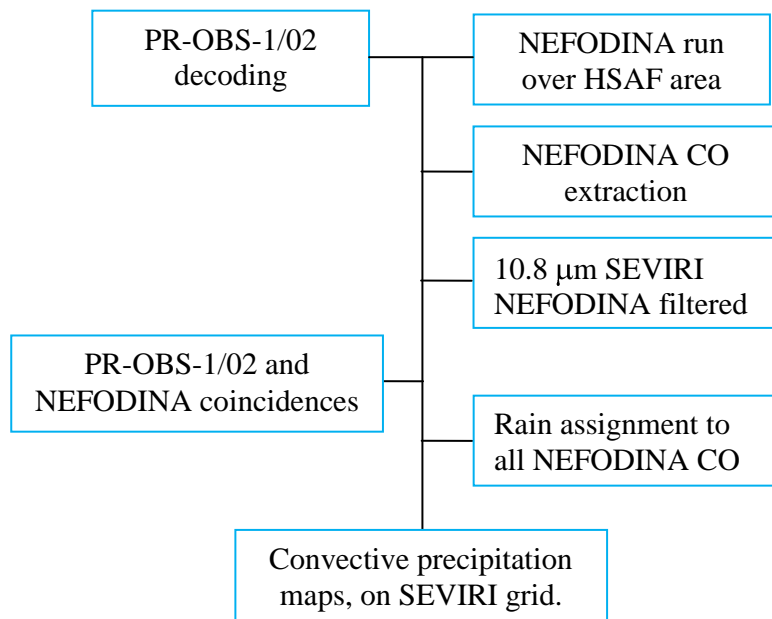 PR-OBS-1/02
decoding
NEFODINA run
over HSAF area
NEFODINA CO
extraction
10.8 μm SEVIRI
NEFODINA filtered
PR-OBS-1/02 and
NEFODINA coincidences
Rain assignment to
all NEFODINA CO
Convective precipitation
maps, on SEVIRI grid.